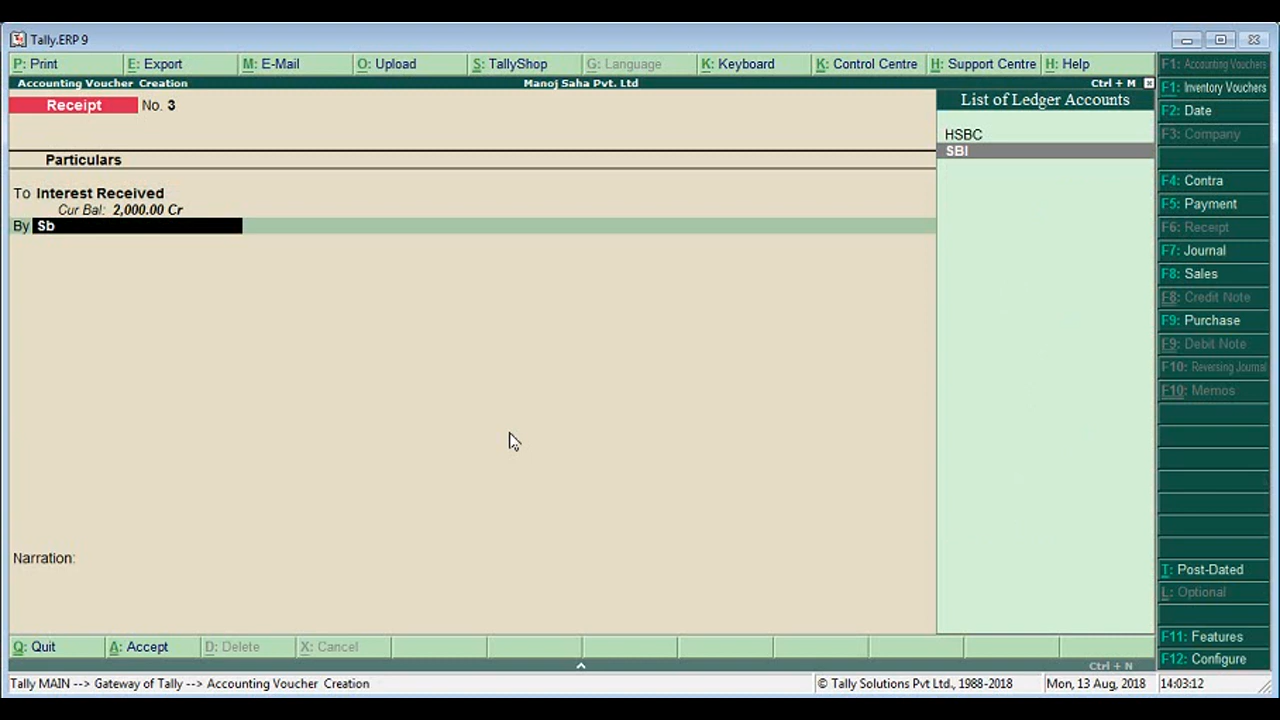 Tally.ERP 9
P: Print E: Export M: E-Mail O: Upload S: TallyShop G: Language K: Keyboard K: Control Centre H: Support Centre H: Help
Accounting Voucher Creation Manoj Saha Pvt. Ltd Ctrl + M
Receipt No. 3
Particulars
To Interest Received
Cur Bal: 2,000.00 Cr
By Sb
Narration:
List of Ledger Accounts
HSBC
SBI
F1: Accounting Vouchers
F1: Inventory Vouchers
F2: Date
F3: Company
F4: Contra
F5: Payment
F6: Receipt
F7: Journal
F8: Sales
F8: Credit Note
F9: Purchase
F9: Debit Note
F10: Reversing Journal
F10: Memos
T: Post-Dated
L: Optional
F11: Features
F12: Configure
Q: Quit A: Accept D: Delete X: Cancel
Ctrl + N
Tally MAIN --> Gateway of Tally --> Accounting Voucher Creation © Tally Solutions Pvt Ltd., 1988-2018 Mon, 13 Aug, 2018 14:03:12